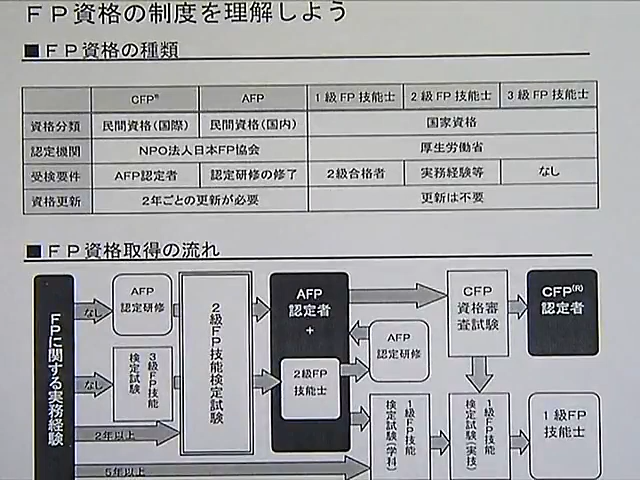 FP資格の制度を理解しよう
■FP資格の種類
CFP® AFP 1級FP技能士 2級FP技能士 3級FP技能士
資格分類 民間資格(国際) 民間資格(国内) 国家資格
認定機関 NPO法人日本FP協会 厚生労働省
受検要件 AFP認定者 認定研修の修了 2級合格者 実務経験等 なし
資格更新 2年ごとの更新が必要 更新は不要
■FP資格取得の流れ
FPに関する実務経験
なし
AFP
認定研修
なし
3級FP技能
検定試験
2年以上
5年以上
2級FP技能検定試験
AFP
認定者
+
2級FP
技能士
AFP
認定研修
CFP
資格審
査試験
CFP(R)
認定者
1級FP技能
検定試験(学科)
1級FP技能
検定試験(実技)
1級FP
技能士